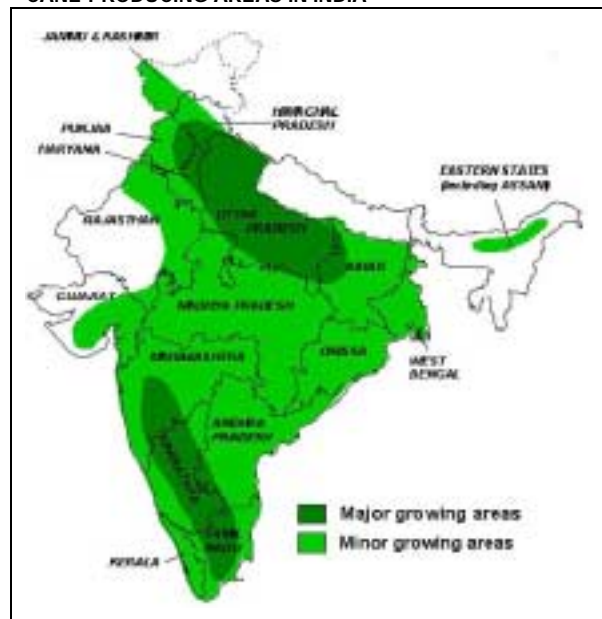 CANE PRODUCING AREAS IN INDIA
JAMMU & KASHMIR
HIMACHAL
PRADESH
PUNJAB
HARYANA
EASTERN STATES
(including ASSAM)
RAJASTHAN
UTTAR
PRADESH
BIHAR
GUJARAT
MADHYA PRADESH
MAHARASHTRA
ORISSA
WEST
BENGAL
ANDHRA
PRADESH
KARNATAKA
TAMIL
NADU
KERALA
Major growing areas
Minor growing areas